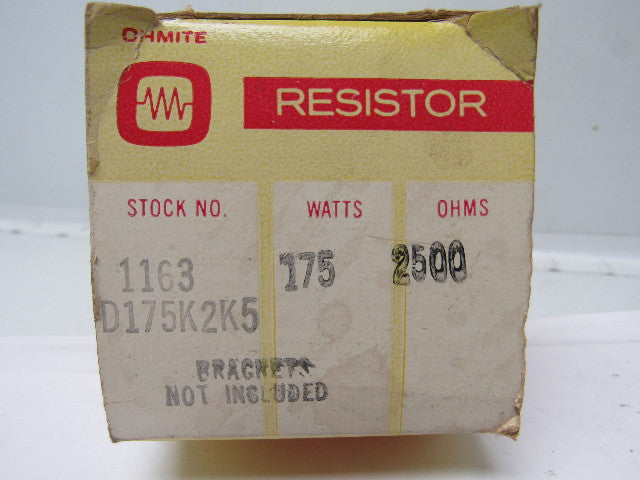 OHMITE
RESISTOR
STOCK NO. WATTS OHMS
1163 175 2500
D175K2K5
BRACKETS
NOT INCLUDED